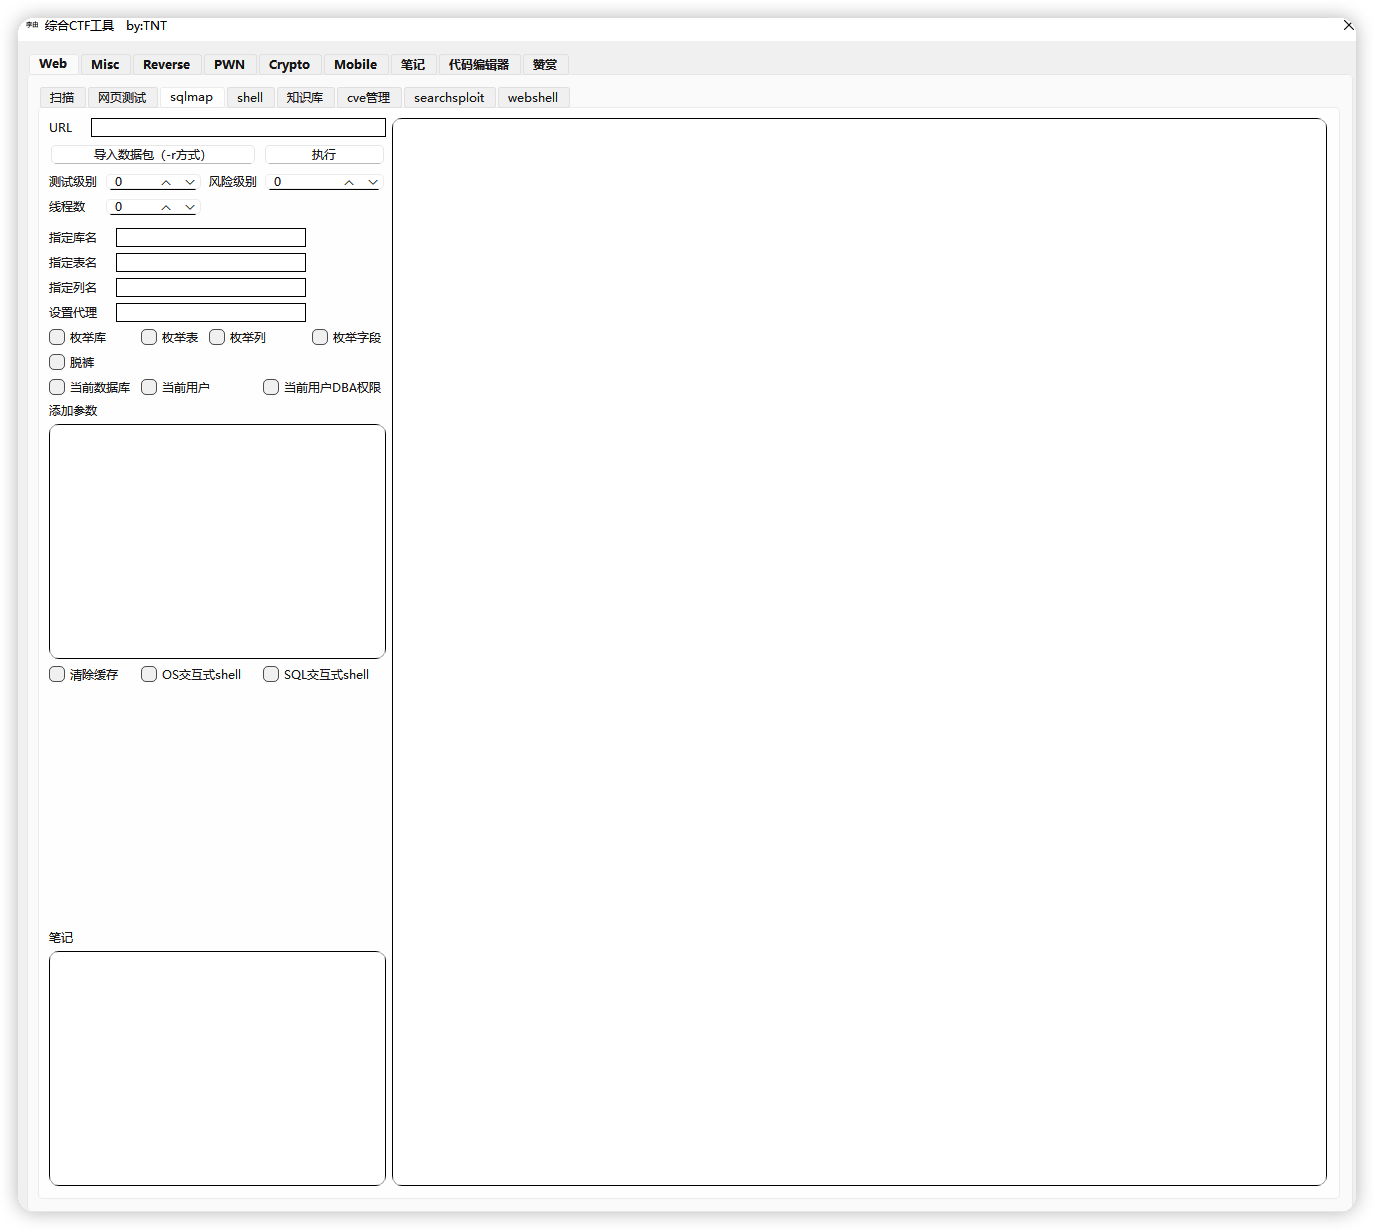 李由 综合CTF工具 by:TNT
Web Misc Reverse PWN Crypto Mobile 笔记 代码编辑器 赞赏
扫描 网页测试 sqlmap shell 知识库 cve管理 searchsploit webshell
URL
导入数据包（-r方式） 执行
测试级别 0 风险级别 0
线程数 0
指定库名
指定表名
指定列名
设置代理
枚举库 枚举表 枚举列 枚举字段
脱裤
当前数据库 当前用户 当前用户DBA权限
添加参数
清除缓存 OS交互式shell SQL交互式shell
笔记